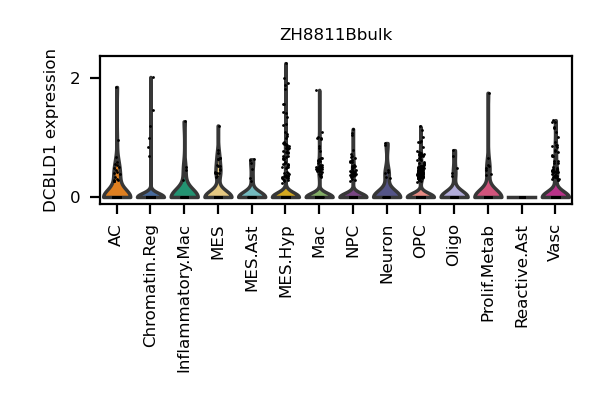 ZH8811Bbulk
DCBLD1 expression
2
0
AC
Chromatin.Reg
Inflammatory.Mac
MES
MES.Ast
MES.Hyp
Mac
NPC
Neuron
OPC
Oligo
Prolif.Metab
Reactive.Ast
Vasc